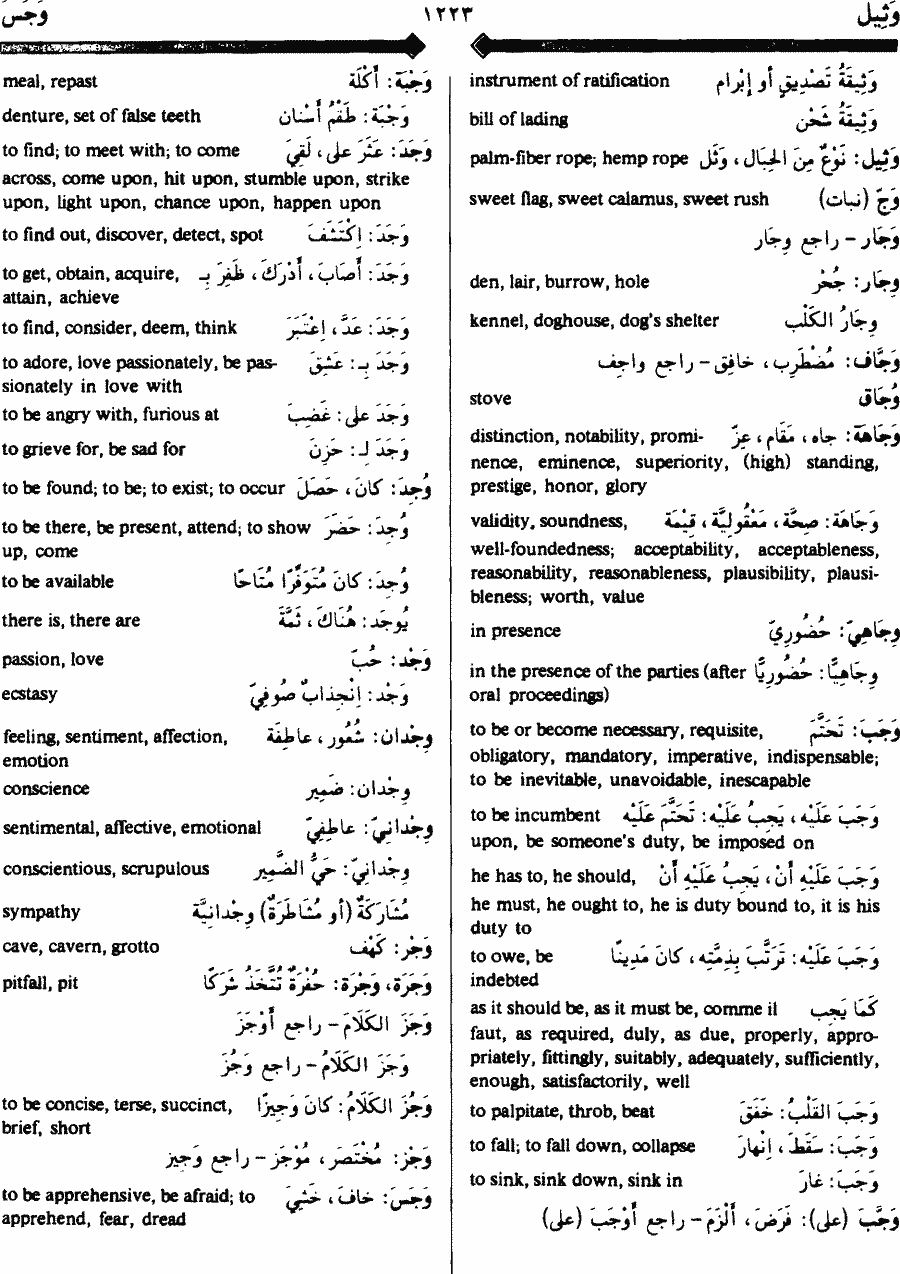 وَثِيل ١٢٢٣ وَجَسَ
وَثِيقَةُ تَصْدِيقٍ أو إبْرام instrument of ratification
وَثِيقَةُ شَحْن bill of lading
وَثِيل: نَوْعٌ مِنَ الحِبَال، وَثَل palm-fiber rope; hemp rope
وَجّ (نبات) sweet flag, sweet calamus, sweet rush
وَجَار - راجع وِجَار
وِجَار: جُحْر den, lair, burrow, hole
وِجَارُ الكَلْب kennel, doghouse, dog's shelter
وَجَّاف: مُضْطَرِب، خافِق - راجع واجِف
وُجَاق stove
وَجَاهَة: جاه، مَقَام، عِزّ distinction, notability, promi-
nence, eminence, superiority, (high) standing,
prestige, honor, glory
وَجَاهَة: صِحَّة، مَعْقُولِيَّة، قِيْمَة validity, soundness,
well-foundedness; acceptability, acceptableness,
reasonability, reasonableness, plausibility, plausi-
bleness; worth, value
وِجَاهِيّ: حُضُورِيّ in presence
وِجَاهِيًّا: حُضُورِيًّا in the presence of the parties (after
oral proceedings)
وَجَبَ: تَحَتَّمَ to be or become necessary, requisite,
obligatory, mandatory, imperative, indispensable;
to be inevitable, unavoidable, inescapable
وَجَبَ عَلَيْه، يَجِبُ عَلَيْه: تَحَتَّمَ عَلَيْه to be incumbent
upon, be someone's duty, be imposed on
وَجَبَ عَلَيْهِ أَنْ، يَجِبُ عَلَيْهِ أَنْ he has to, he should,
he must, he ought to, he is duty bound to, it is his
duty to
وَجَبَ عَلَيْه: تَرَتَّبَ بِذِمَّتِه، كَانَ مَدِينًا to owe, be
indebted
كَمَا يَجِب as it should be, as it must be, comme il
faut, as required, duly, as due, properly, appro-
priately, fittingly, suitably, adequately, sufficiently,
enough, satisfactorily, well
وَجَبَ القَلْبُ: خَفَقَ to palpitate, throb, beat
وَجَبَ: سَقَطَ، اِنْهارَ to fall; to fall down, collapse
وَجَبَ: غارَ to sink, sink down, sink in
وَجَّبَ (على): فَرَضَ، أَلْزَمَ - راجع أَوْجَبَ (على)
وَجْبَة: أَكْلَة meal, repast
وَجْبَة: طَقْمُ أَسْنان denture, set of false teeth
وَجَدَ: عَثَرَ على، لَقِيَ to find; to meet with; to come
across, come upon, hit upon, stumble upon, strike
upon, light upon, chance upon, happen upon
وَجَدَ: اِكْتَشَفَ to find out, discover, detect, spot
وَجَدَ: أَصَابَ، أَدْرَكَ، ظَفِرَ بِـ to get, obtain, acquire,
attain, achieve
وَجَدَ: عَدَّ، اِعْتَبَرَ to find, consider, deem, think
وَجَدَ بِـ: عَشِقَ to adore, love passionately, be pas-
sionately in love with
وَجَدَ على: غَضِبَ to be angry with, furious at
وَجَدَ لـ: حَزِنَ to grieve for, be sad for
وُجِدَ: كَانَ، حَصَلَ to be found; to be; to exist; to occur
وُجِدَ: حَضَرَ to be there, be present, attend; to show
up, come
وُجِدَ: كَانَ مُتَوَفِّرًا مُتَاحًا to be available
يُوجَد: هُنَاكَ، ثَمَّةَ there is, there are
وَجْد: حُبّ passion, love
وَجْد: اِنْجِذابٌ صُوفِيّ ecstasy
وِجْدان: شُعُور، عاطِفَة feeling, sentiment, affection,
emotion
وِجْدان: ضَمِير conscience
وِجْدانِيّ: عاطِفِيّ sentimental, affective, emotional
وِجْدانِيّ: حَيُّ الضَّمِير conscientious, scrupulous
مُشَارَكَةٌ (أو مُشَاطَرَةٌ) وِجْدانِيَّة sympathy
وَجْر: كَهْف cave, cavern, grotto
وَجَرَة، وَجْرَة: حُفْرَةٌ تُتَّخَذُ شَرَكًا pitfall, pit
وَجَزَ الكَلَامَ - راجع أَوْجَزَ
وَجَزَ الكَلَامُ - راجع وَجُزَ
وَجُزَ الكَلَامُ: كَانَ وَجِيزًا to be concise, terse, succinct,
brief, short
وَجْز: مُخْتَصَر، مُوْجَز - راجع وَجِيز
وَجَسَ: خافَ، خَشِيَ to be apprehensive, be afraid; to
apprehend, fear, dread